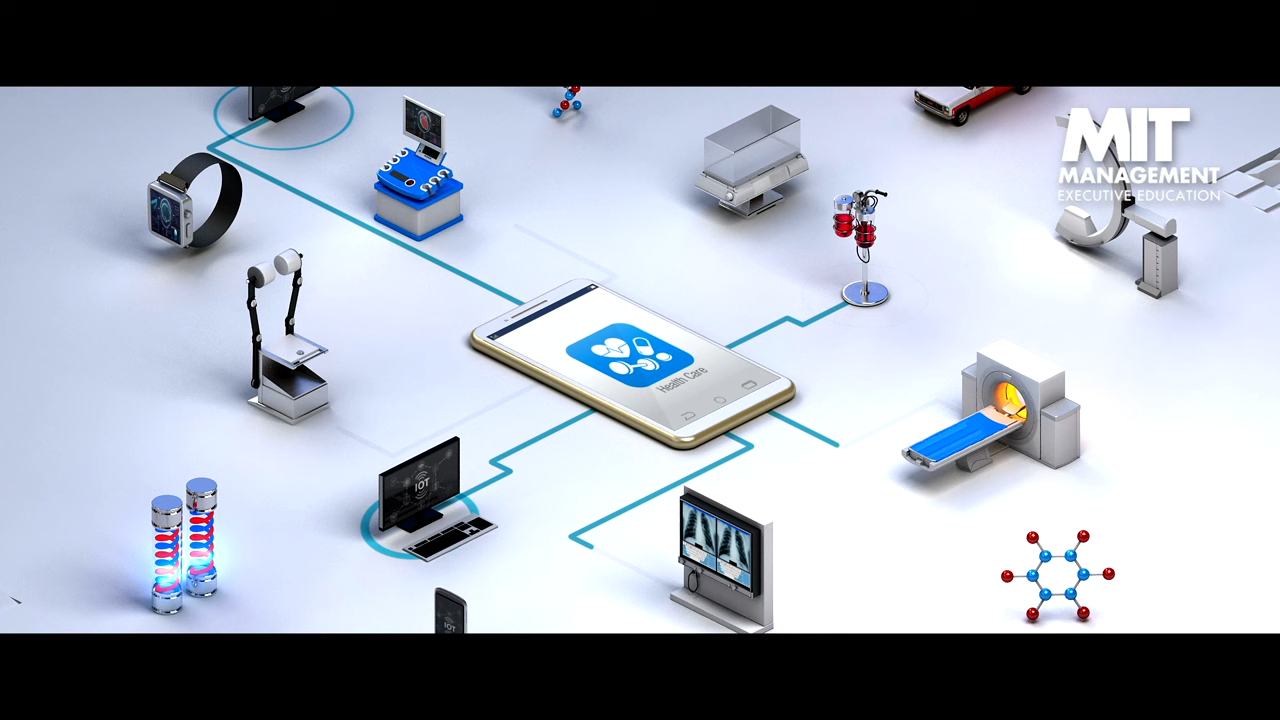 MIT
MANAGEMENT
EXECUTIVE EDUCATION
Health Care
IOT
IOT